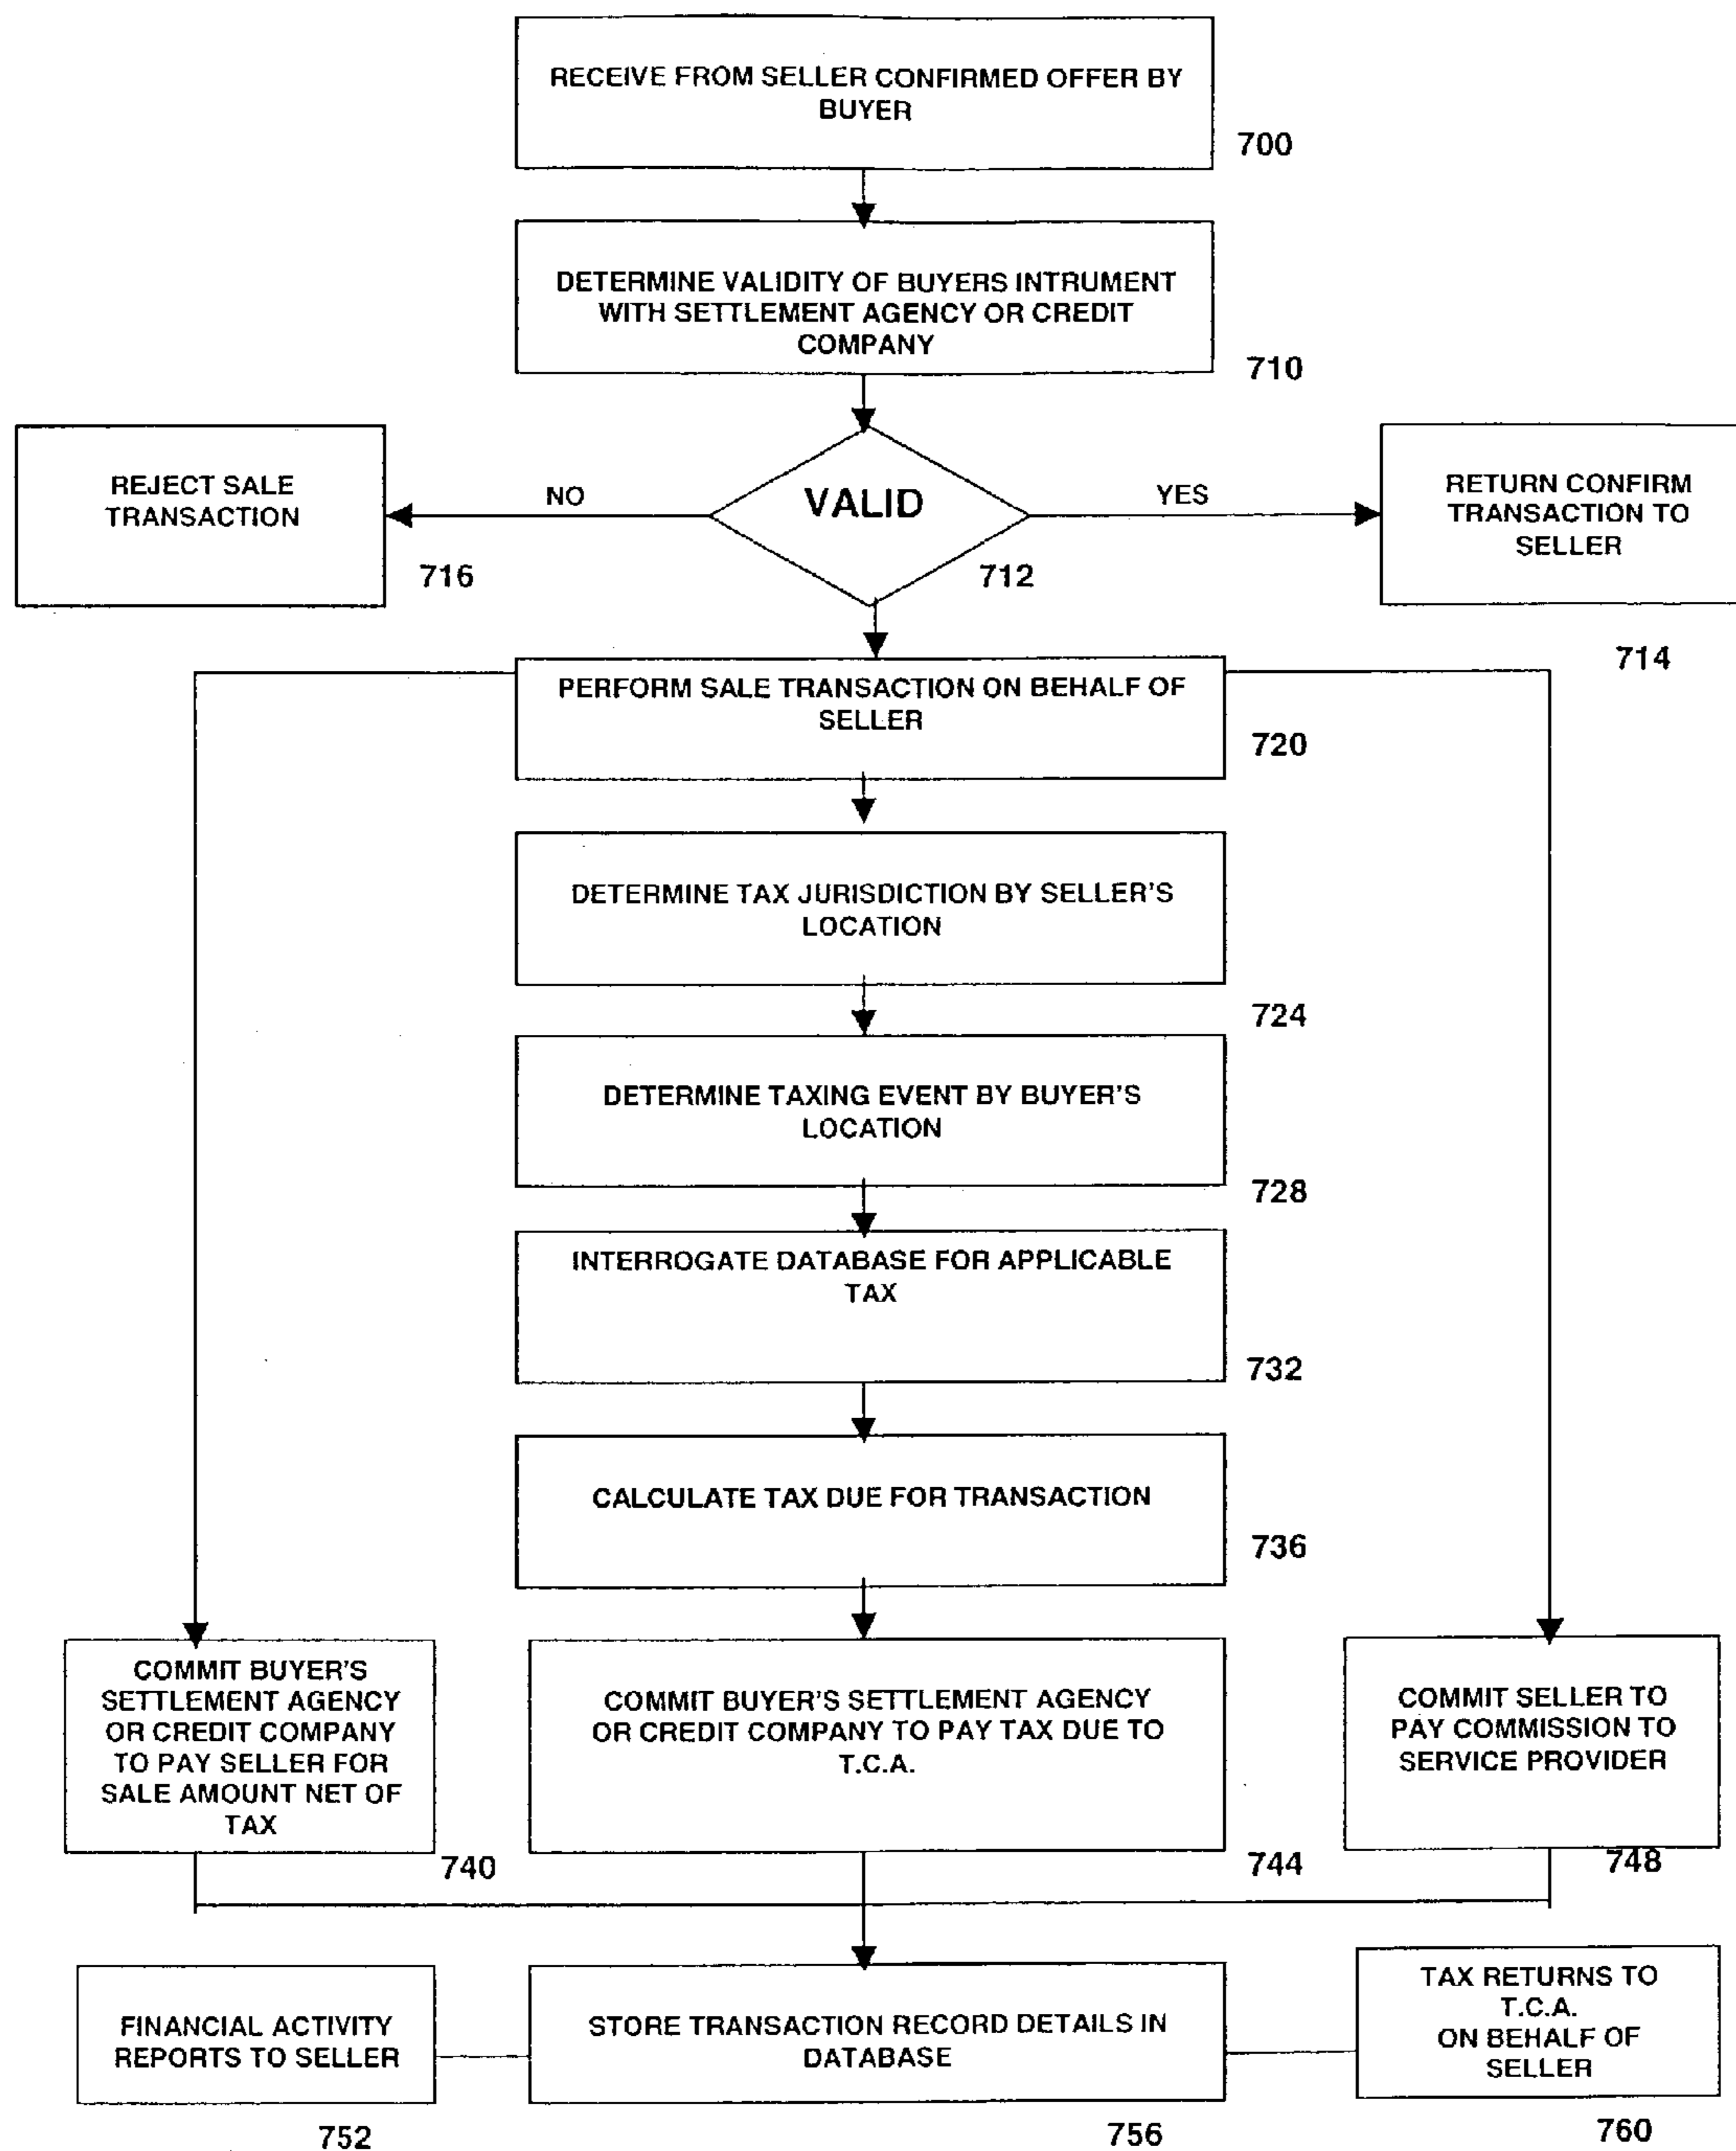 RECEIVE FROM SELLER CONFIRMED OFFER BY
BUYER
700
DETERMINE VALIDITY OF BUYERS INTRUMENT
WITH SETTLEMENT AGENCY OR CREDIT
COMPANY
710
REJECT SALE
TRANSACTION
716
NO
VALID
712
YES
RETURN CONFIRM
TRANSACTION TO
SELLER
714
PERFORM SALE TRANSACTION ON BEHALF OF
SELLER
720
DETERMINE TAX JURISDICTION BY SELLER'S
LOCATION
724
DETERMINE TAXING EVENT BY BUYER'S
LOCATION
728
INTERROGATE DATABASE FOR APPLICABLE
TAX
732
CALCULATE TAX DUE FOR TRANSACTION
736
COMMIT BUYER'S
SETTLEMENT AGENCY
OR CREDIT COMPANY
TO PAY SELLER FOR
SALE AMOUNT NET OF
TAX
740
COMMIT BUYER'S SETTLEMENT AGENCY
OR CREDIT COMPANY TO PAY TAX DUE TO
T.C.A.
744
COMMIT SELLER TO
PAY COMMISSION TO
SERVICE PROVIDER
748
FINANCIAL ACTIVITY
REPORTS TO SELLER
752
STORE TRANSACTION RECORD DETAILS IN
DATABASE
756
TAX RETURNS TO
T.C.A.
ON BEHALF OF
SELLER
760